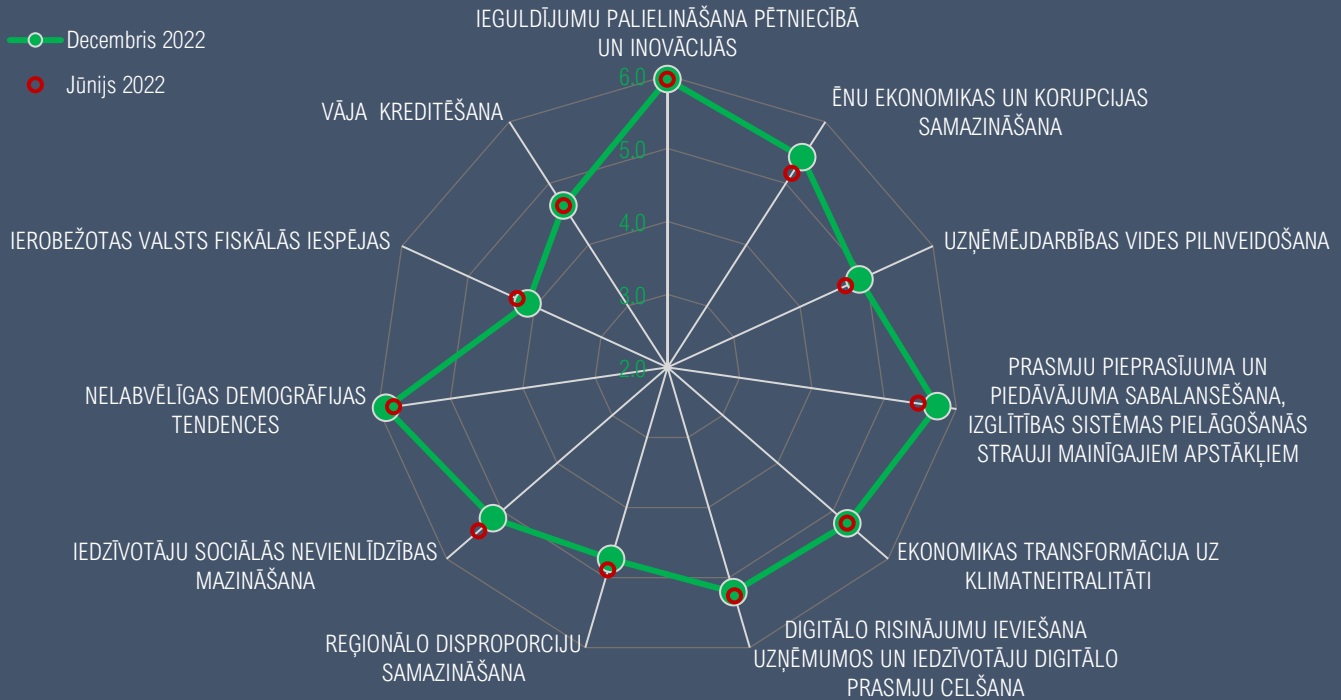 Decembris 2022
Jūnijs 2022
IEGULDĪJUMU PALIELINĀŠANA PĒTNIECĪBĀ
UN INOVĀCIJĀS
ĒNU EKONOMIKAS UN KORUPCIJAS
SAMAZINĀŠANA
UZŅĒMĒJDARBĪBAS VIDES PILNVEIDOŠANA
PRASMJU PIEPRASĪJUMA UN
PIEDĀVĀJUMA SABALANSĒŠANA,
IZGLĪTĪBAS SISTĒMAS PIELĀGOŠANĀS
STRAUJI MAINĪGAJIEM APSTĀKĻIEM
EKONOMIKAS TRANSFORMĀCIJA UZ
KLIMATNEITRALITĀTI
DIGITĀLO RISINĀJUMU IEVIEŠANA
UZŅĒMUMOS UN IEDZĪVOTĀJU DIGITĀLO
PRASMJU CELŠANA
REĢIONĀLO DISPROPORCIJU
SAMAZINĀŠANA
IEDZĪVOTĀJU SOCIĀLĀS NEVIENLĪDZĪBAS
MAZINĀŠANA
NELABVĒLĪGAS DEMOGRĀFIJAS
TENDENCES
IEROBEŽOTAS VALSTS FISKĀLĀS IESPĒJAS
VĀJA KREDITĒŠANA
6.0
5.0
4.0
3.0
2.0